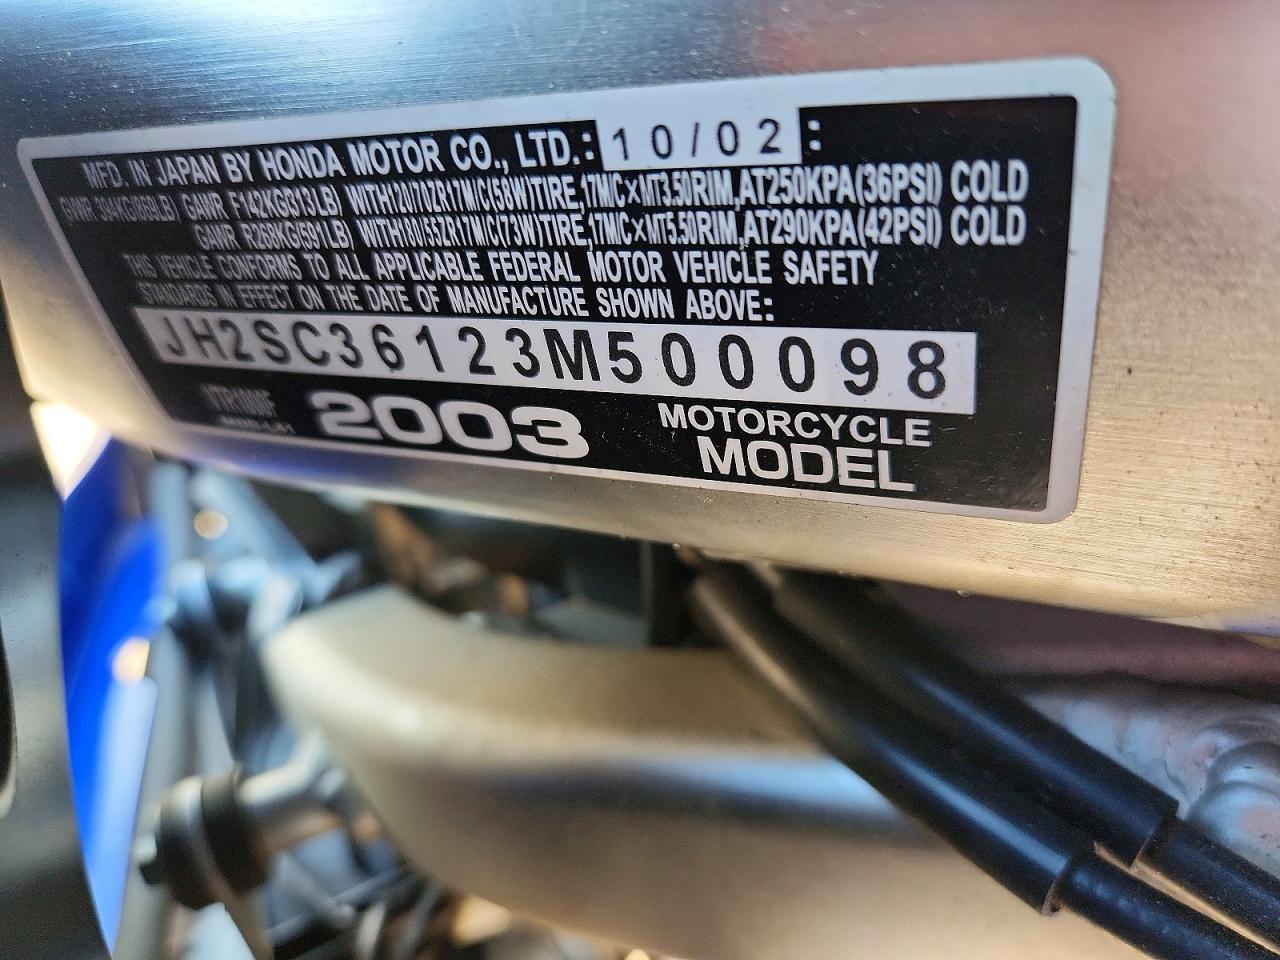 MFD. IN JAPAN BY HONDA MOTOR CO., LTD.: 10/02 :
GAWR F142KG(313LB) WITH120/70ZR17M/C(58W)TIRE,17M/C×MT3.50RIM,AT250KPA(36PSI) COLD
GAWR R268KG(591LB) WITH180/55ZR17M/C(73W)TIRE,17M/C×MT5.50RIM,AT290KPA(42PSI) COLD
THIS VEHICLE CONFORMS TO ALL APPLICABLE FEDERAL MOTOR VEHICLE SAFETY
STANDARDS IN EFFECT ON THE DATE OF MANUFACTURE SHOWN ABOVE:
JH2SC36123M500098
2003 MOTORCYCLE
MODEL